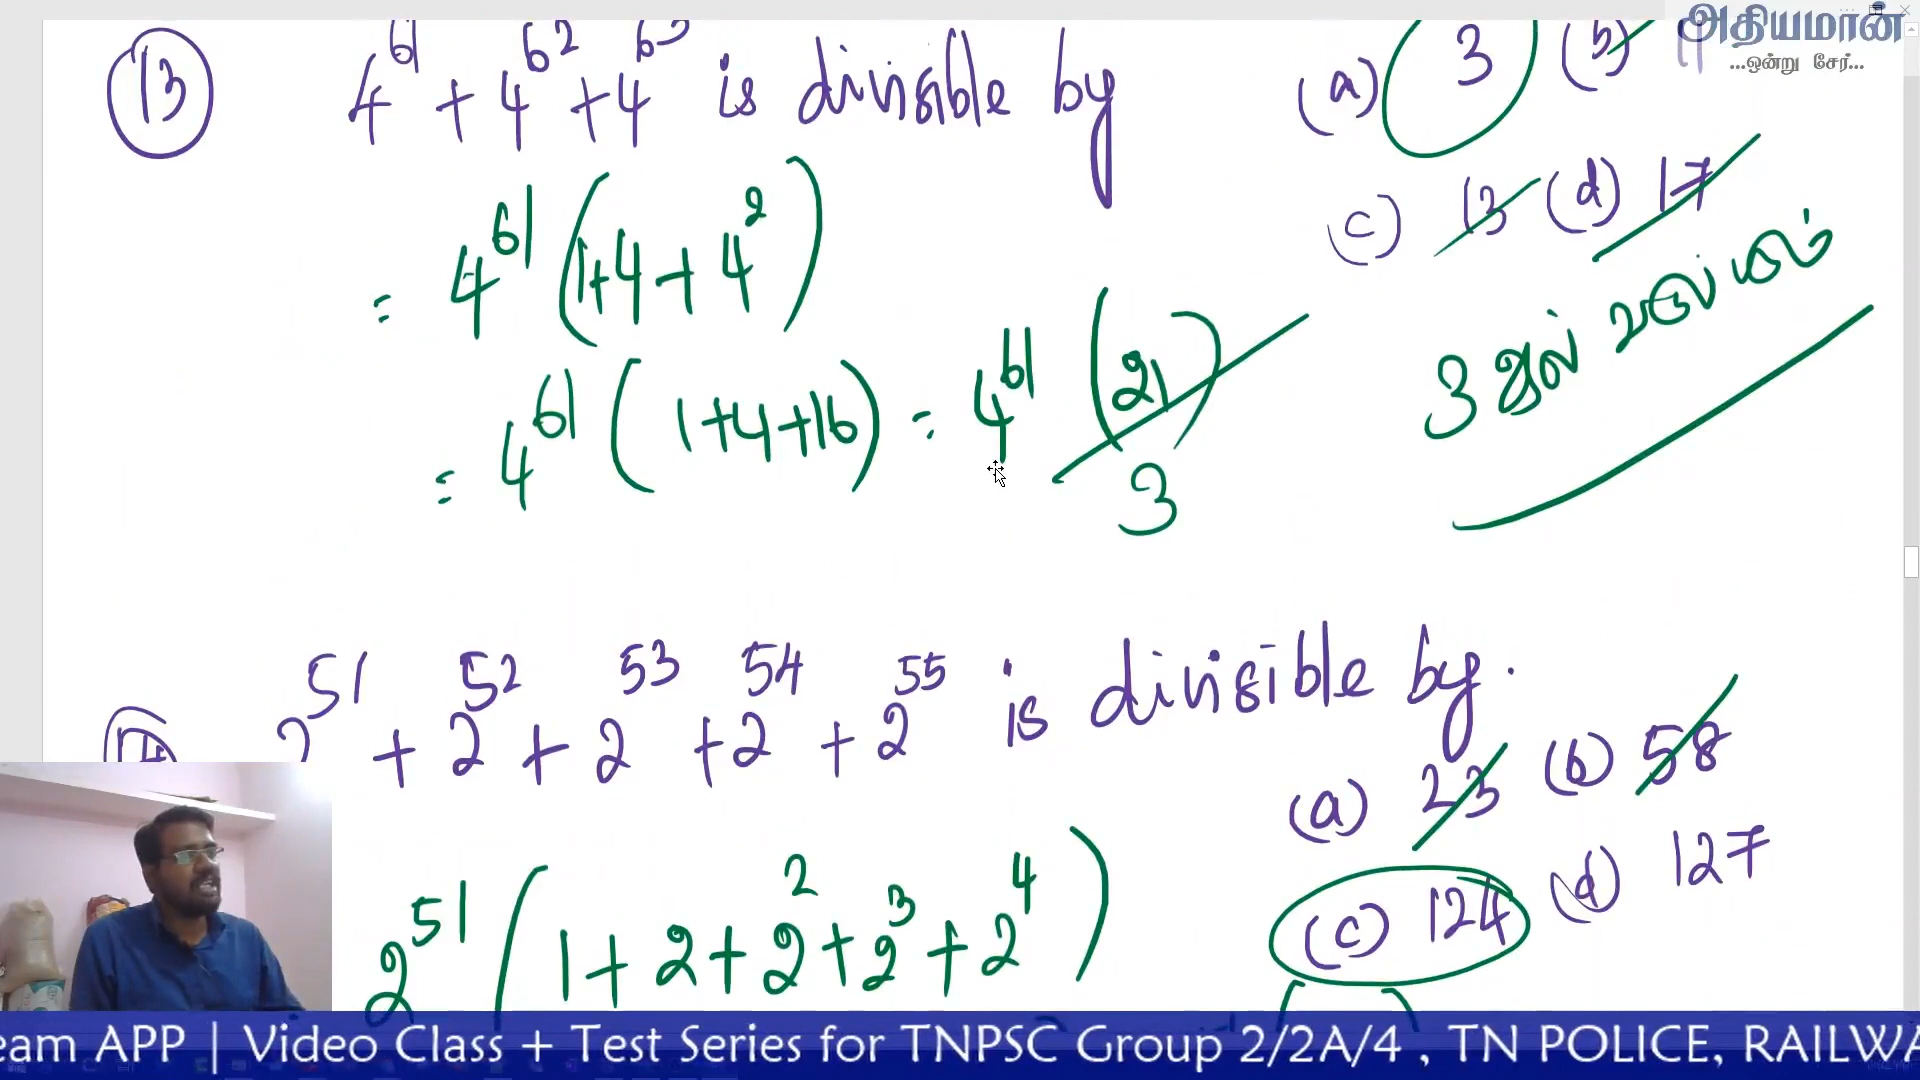 அதியமான்
...ஒன்று சேர்...
13 4^61 + 4^62 + 4^63 is divisible by
(a) 3 (b)
(c) 13 (d) 17
= 4^61 (1+4+4^2)
= 4^61 (1+4+16) = 4^61 (21)
3
3 ஆல் வகுபடும்
14 2^51 + 2^52 + 2^53 + 2^54 + 2^55 is divisible by.
(a) 23 (b) 58
(c) 124 (d) 127
2^51 (1+2+2^2+2^3+2^4)
eam APP | Video Class + Test Series for TNPSC Group 2/2A/4 , TN POLICE, RAILWA